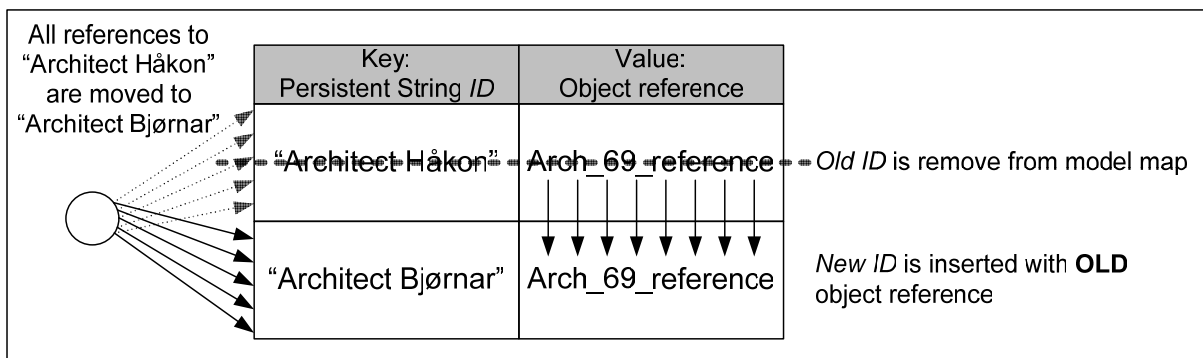 All references to
“Architect Håkon”
are moved to
“Architect Bjørnar”
Key:
Persistent String ID
Value:
Object reference
“Architect Håkon”
Arch_69_reference
Old ID is remove from model map
“Architect Bjørnar”
Arch_69_reference
New ID is inserted with OLD
object reference